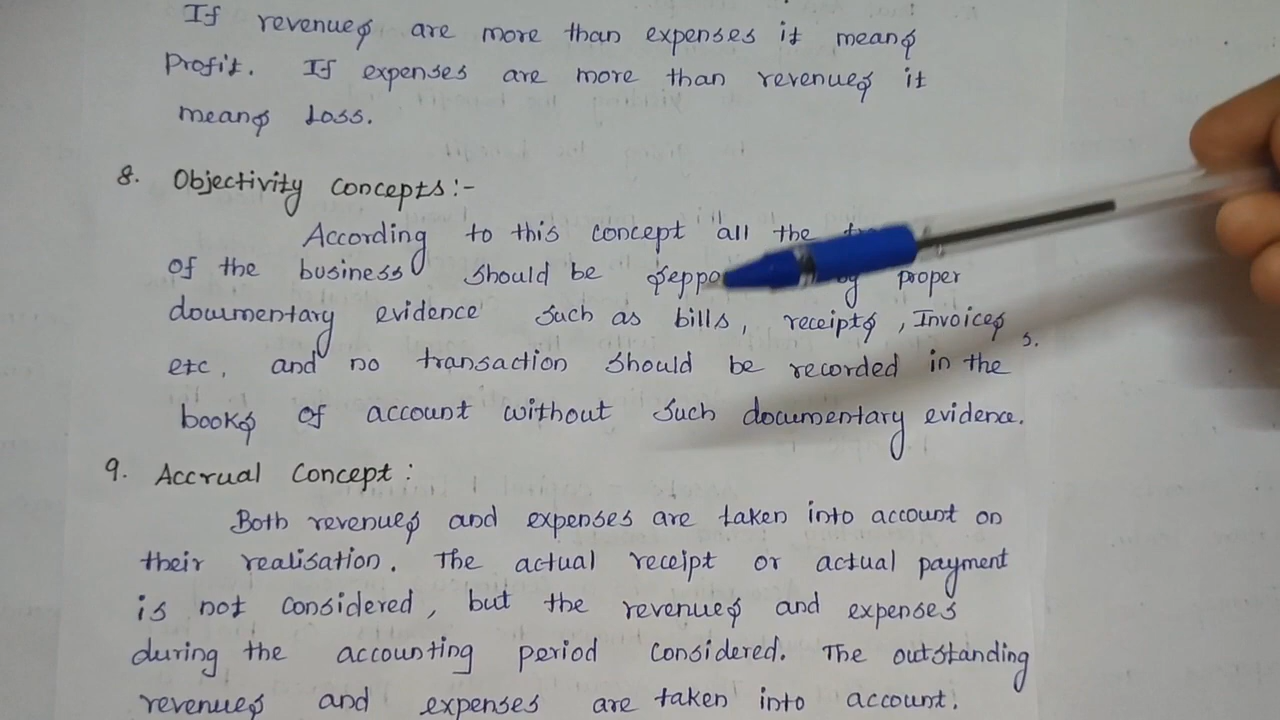 If revenues are more than expenses it means
Profit. If expenses are more than revenues it
means Loss.
8. Objectivity Concepts:-
According to this concept all the
of the business should be proper
documentary evidence such as bills, receipts, Invoices
s.
etc, and no transaction should be recorded in the
books of account without such documentary evidence.
9. Accrual Concept:
Both revenues and expenses are taken into account on
their realisation. The actual receipt or actual payment
is not considered, but the revenues and expenses
during the accounting period considered. The outstanding
revenues and expenses are taken into account.